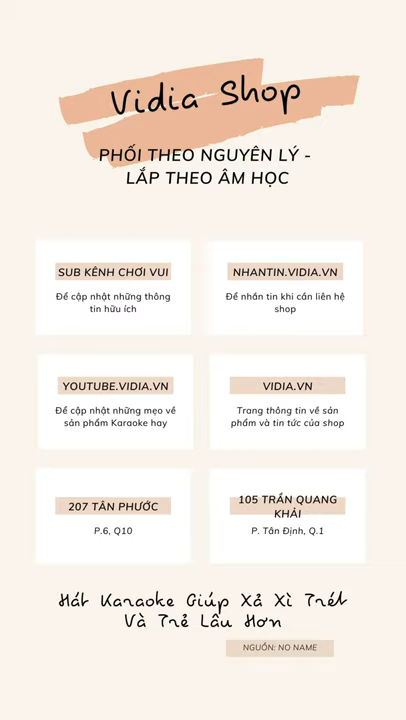 Vidia Shop
PHỐI THEO NGUYÊN LÝ -
LẮP THEO ÂM HỌC
SUB KÊNH CHƠI VUI
Để cập nhật những thông
tin hữu ích
NHANTIN.VIDIA.VN
Để nhắn tin khi cần liên hệ
shop
YOUTUBE.VIDIA.VN
Để cập nhật những mẹo về
sản phẩm Karaoke hay
VIDIA.VN
Trang thông tin về sản
phẩm và tin tức của shop
207 TÂN PHƯỚC
P.6, Q10
105 TRẦN QUANG
KHẢI
P. Tân Định, Q.1
Hát Karaoke Giúp Xả Xì Trét
Và Trẻ Lâu Hơn
NGUỒN: NO NAME